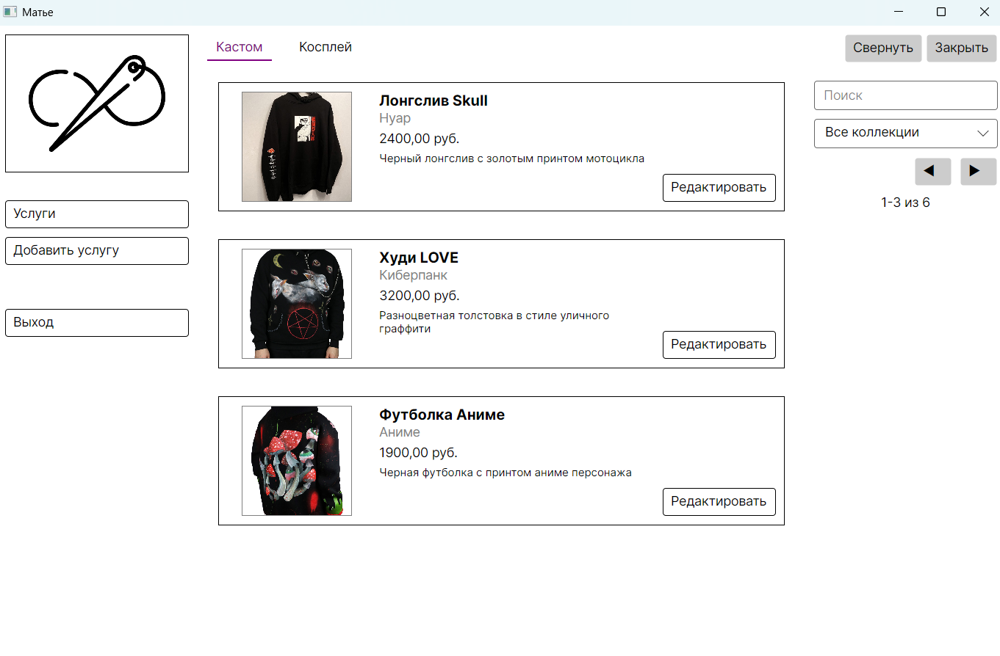 Матье
Кастом
Косплей
Свернуть
Закрыть
Поиск
Все коллекции
1-3 из 6
Услуги
Добавить услугу
Выход
Лонгслив Skull
Нуар
2400,00 руб.
Черный лонгслив с золотым принтом мотоцикла
Редактировать
Худи LOVE
Киберпанк
3200,00 руб.
Разноцветная толстовка в стиле уличного
граффити
Редактировать
Футболка Аниме
Аниме
1900,00 руб.
Черная футболка с принтом аниме персонажа
Редактировать